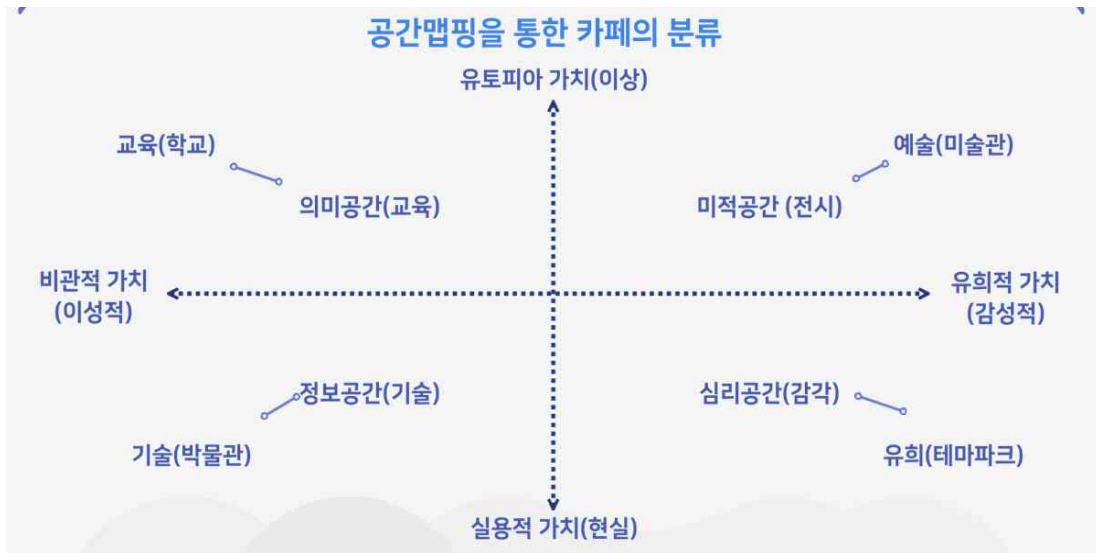 공간맵핑을 통한 카페의 분류
유토피아 가치(이상)
교육(학교)
예술(미술관)
의미공간(교육)
미적공간 (전시)
비관적 가치
(이성적)
유희적 가치
(감성적)
정보공간(기술)
심리공간(감각)
기술(박물관)
유희(테마파크)
실용적 가치(현실)